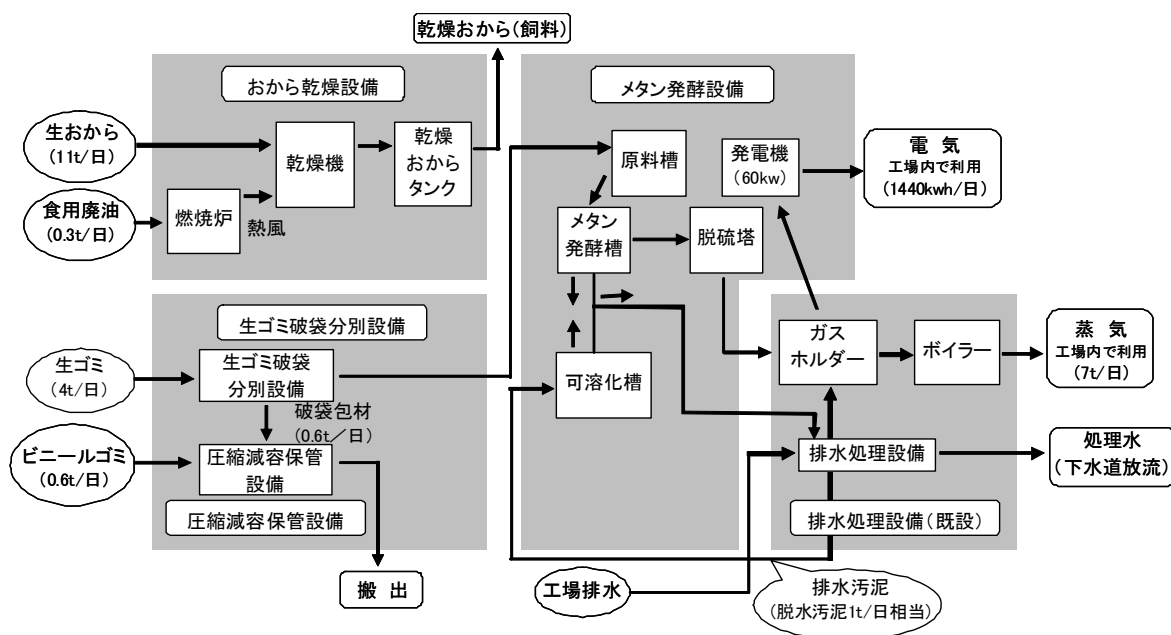 乾燥おから(飼料)
おから乾燥設備
メタン発酵設備
生おから
(11t/日)
乾燥機
乾燥
おから
タンク
原料槽
発電機
(60kw)
電 気
工場内で利用
(1440kwh/日)
食用廃油
(0.3t/日)
燃焼炉
熱風
メタン
発酵槽
脱硫塔
生ゴミ破袋分別設備
生ゴミ
(4t/日)
生ゴミ破袋
分別設備
ガス
ホルダー
ボイラー
蒸 気
工場内で利用
(7t/日)
可溶化槽
破袋包材
(0.6t/日)
ビニールゴミ
(0.6t/日)
圧縮減容保管
設備
排水処理設備
処理水
(下水道放流)
圧縮減容保管設備
排水処理設備(既設)
搬 出
工場排水
排水汚泥
(脱水汚泥1t/日相当)